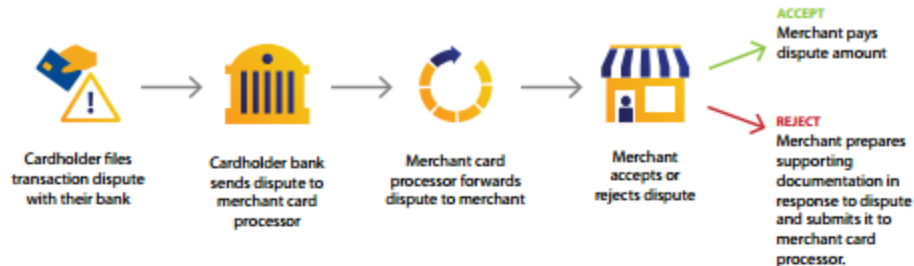 !
Cardholder files
transaction dispute
with their bank
Cardholder bank
sends dispute to
merchant card
processor
Merchant card
processor forwards
dispute to merchant
Merchant
accepts or
rejects dispute
ACCEPT
Merchant pays
dispute amount
REJECT
Merchant prepares
supporting
documentation in
response to dispute
and submits it to
merchant card
processor.